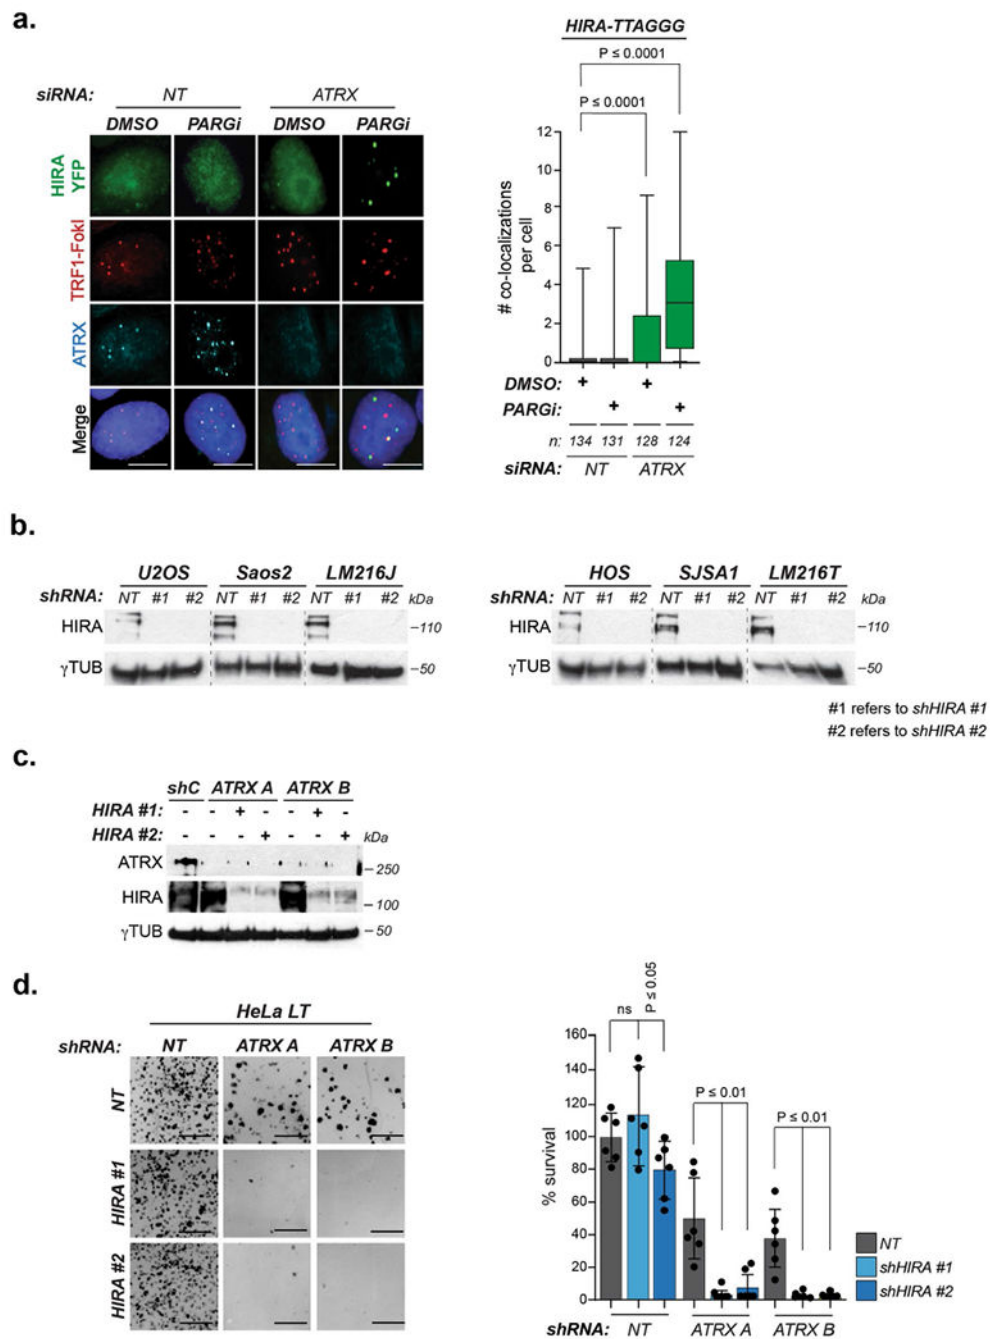 a.
siRNA: NT ATRX
DMSO PARGi DMSO PARGi
HIRA YFP
TRF1-FokI
ATRX
Merge
HIRA-TTAGGG
P ≤ 0.0001
P ≤ 0.0001
# co-localizations per cell
12
8
6
4
2
0
DMSO: + +
PARGi: + +
n: 134 131 128 124
siRNA: NT ATRX
b.
U2OS Saos2 LM216J
shRNA: NT #1 #2 NT #1 #2 NT #1 #2 kDa
HIRA –110
γTUB –50
HOS SJSA1 LM216T
shRNA: NT #1 #2 NT #1 #2 NT #1 #2 kDa
HIRA –110
γTUB –50
#1 refers to shHIRA #1
#2 refers to shHIRA #2
c.
shC ATRX A ATRX B
HIRA #1: - - + - - + -
HIRA #2: - - - + - - + kDa
ATRX – 250
HIRA – 100
γTUB – 50
d.
HeLa LT
shRNA: NT ATRX A ATRX B
NT
HIRA #1
HIRA #2
ns
P ≤ 0.05
P ≤ 0.01
P ≤ 0.01
% survival
160
140
120
100
80
60
40
20
0
NT
shHIRA #1
shHIRA #2
shRNA: NT ATRX A ATRX B